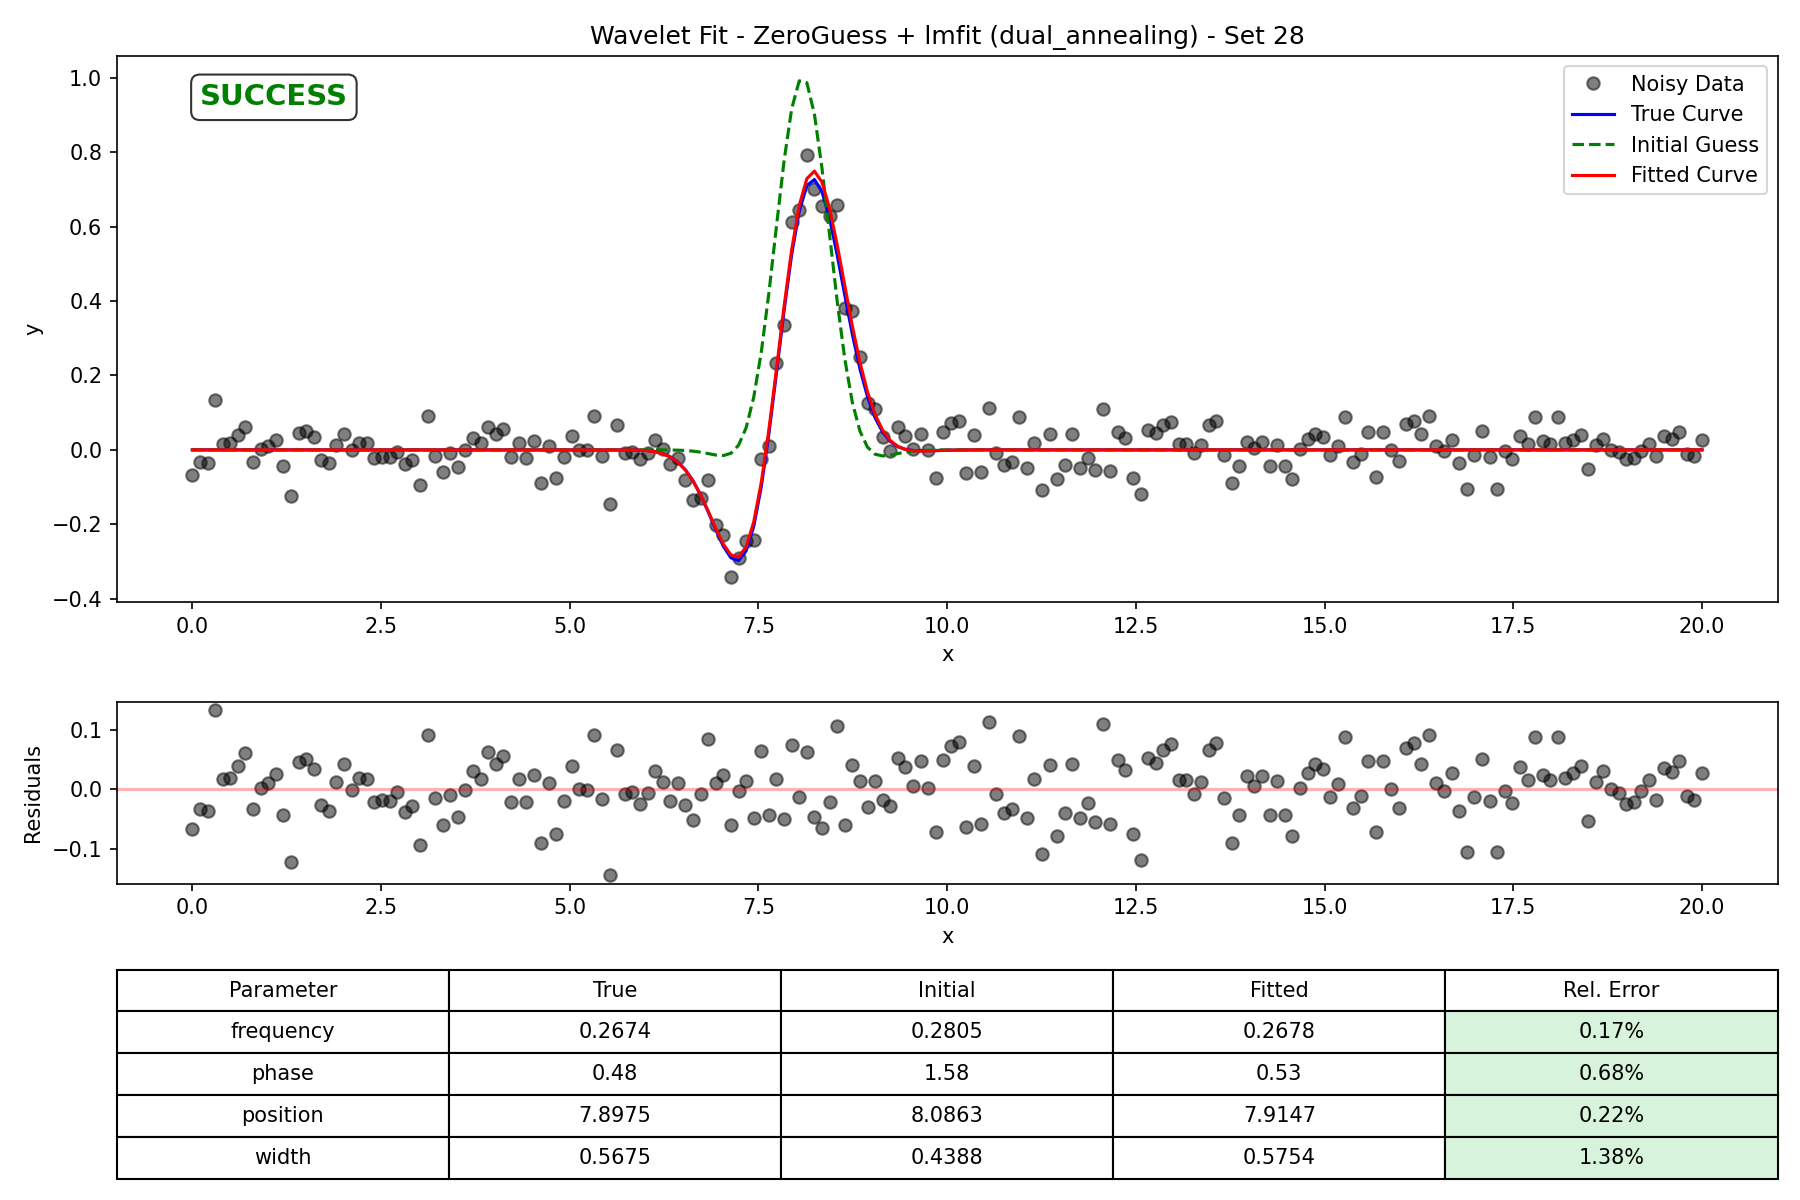 Wavelet Fit - ZeroGuess + lmfit (dual_annealing) - Set 28
SUCCESS
Noisy Data
True Curve
Initial Guess
Fitted Curve
y
1.0
0.8
0.6
0.4
0.2
0.0
−0.2
−0.4
0.0 2.5 5.0 7.5 10.0 12.5 15.0 17.5 20.0
x
Residuals
0.1
0.0
−0.1
0.0 2.5 5.0 7.5 10.0 12.5 15.0 17.5 20.0
x
Parameter True Initial Fitted Rel. Error
frequency 0.2674 0.2805 0.2678 0.17%
phase 0.48 1.58 0.53 0.68%
position 7.8975 8.0863 7.9147 0.22%
width 0.5675 0.4388 0.5754 1.38%